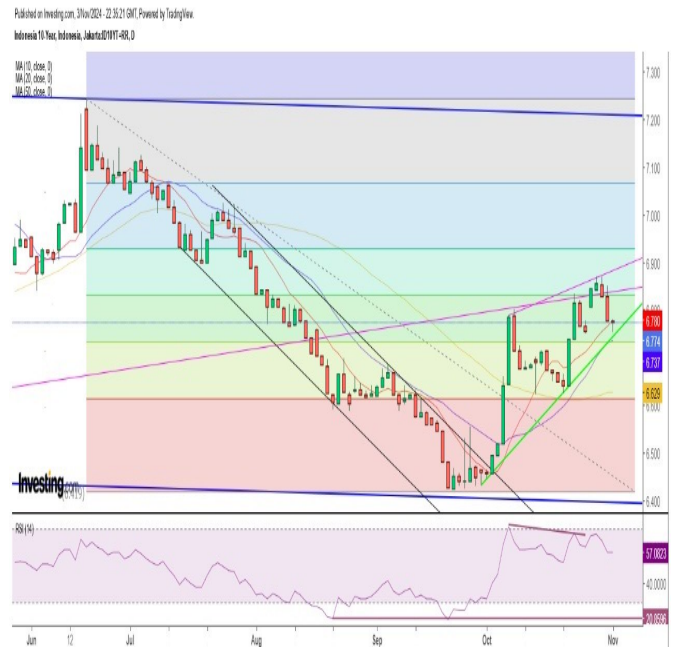 Published on Investing.com, 3/Nov/2024 - 22:35:21 GMT, Powered by TradingView.
Indonesia 10-Year, Indonesia, Jakarta:ID10YT=RR, D
MA (10, close, 0)
MA (20, close, 0)
MA (50, close, 0)
7.300
7.200
7.100
7.000
6.900
6.780
6.774
6.737
6.629
6.600
6.500
6.400
Investing.com
RSI (14)
57.0823
40.0000
Jun 12 Jul Aug Sep Oct Nov